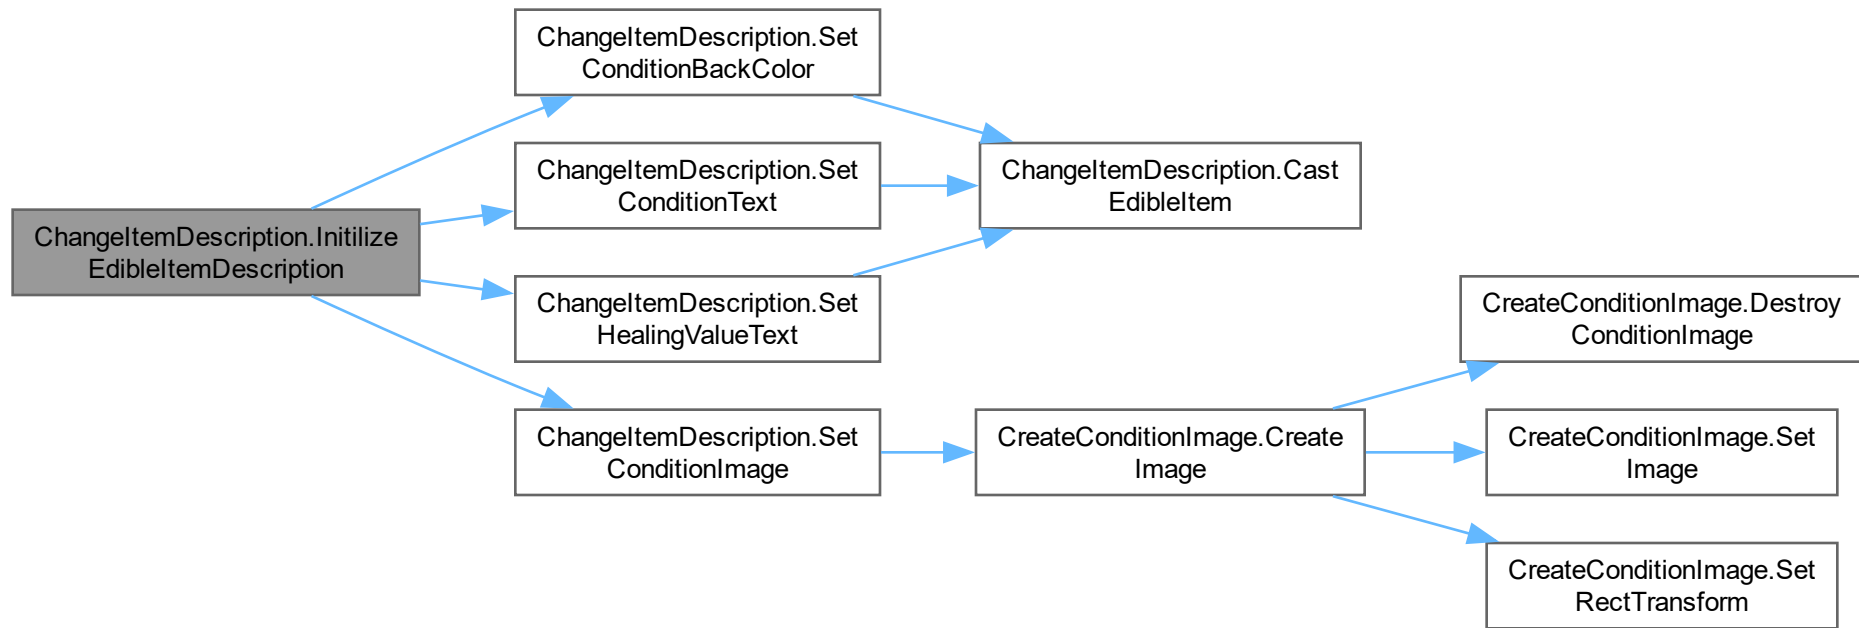 ChangeItemDescription.Initilize
EdibleItemDescription
ChangeItemDescription.Set
ConditionBackColor
ChangeItemDescription.Set
ConditionText
ChangeItemDescription.Set
HealingValueText
ChangeItemDescription.Set
ConditionImage
ChangeItemDescription.Cast
EdibleItem
CreateConditionImage.Create
Image
CreateConditionImage.Destroy
ConditionImage
CreateConditionImage.Set
Image
CreateConditionImage.Set
RectTransform